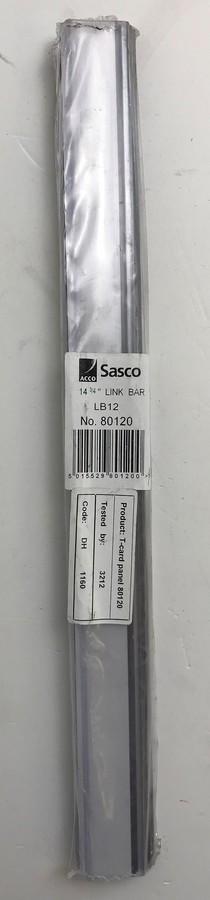 ACCO
Sasco
14 3/4" LINK BAR
LB12
No. 80120
5 015529 801200 >
Product: T-card panel 80120
Tested by: 3212
Code: DH 1160